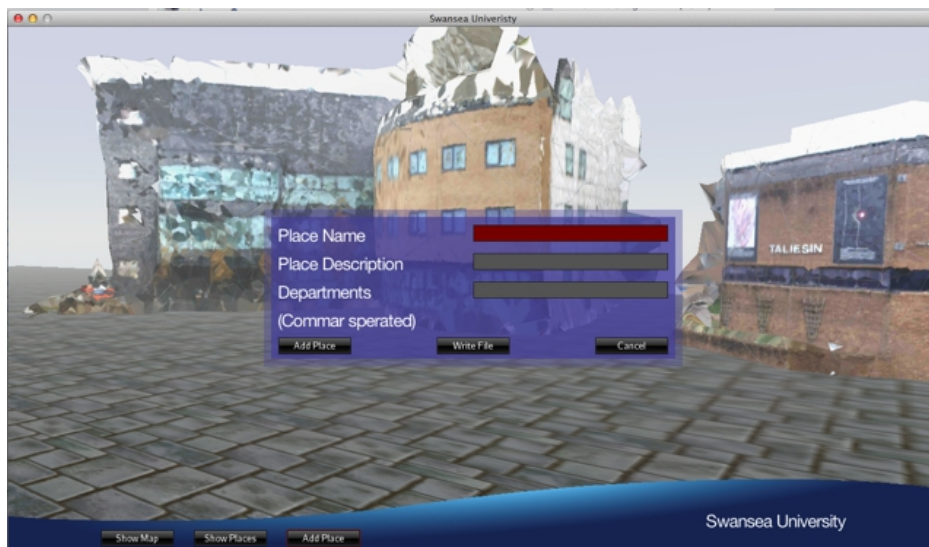 Swansea Univeristy
Place Name
Place Description
Departments
(Commar sperated)
Add Place Write File Cancel
TALIESIN
Swansea University
Show Map Show Places Add Place